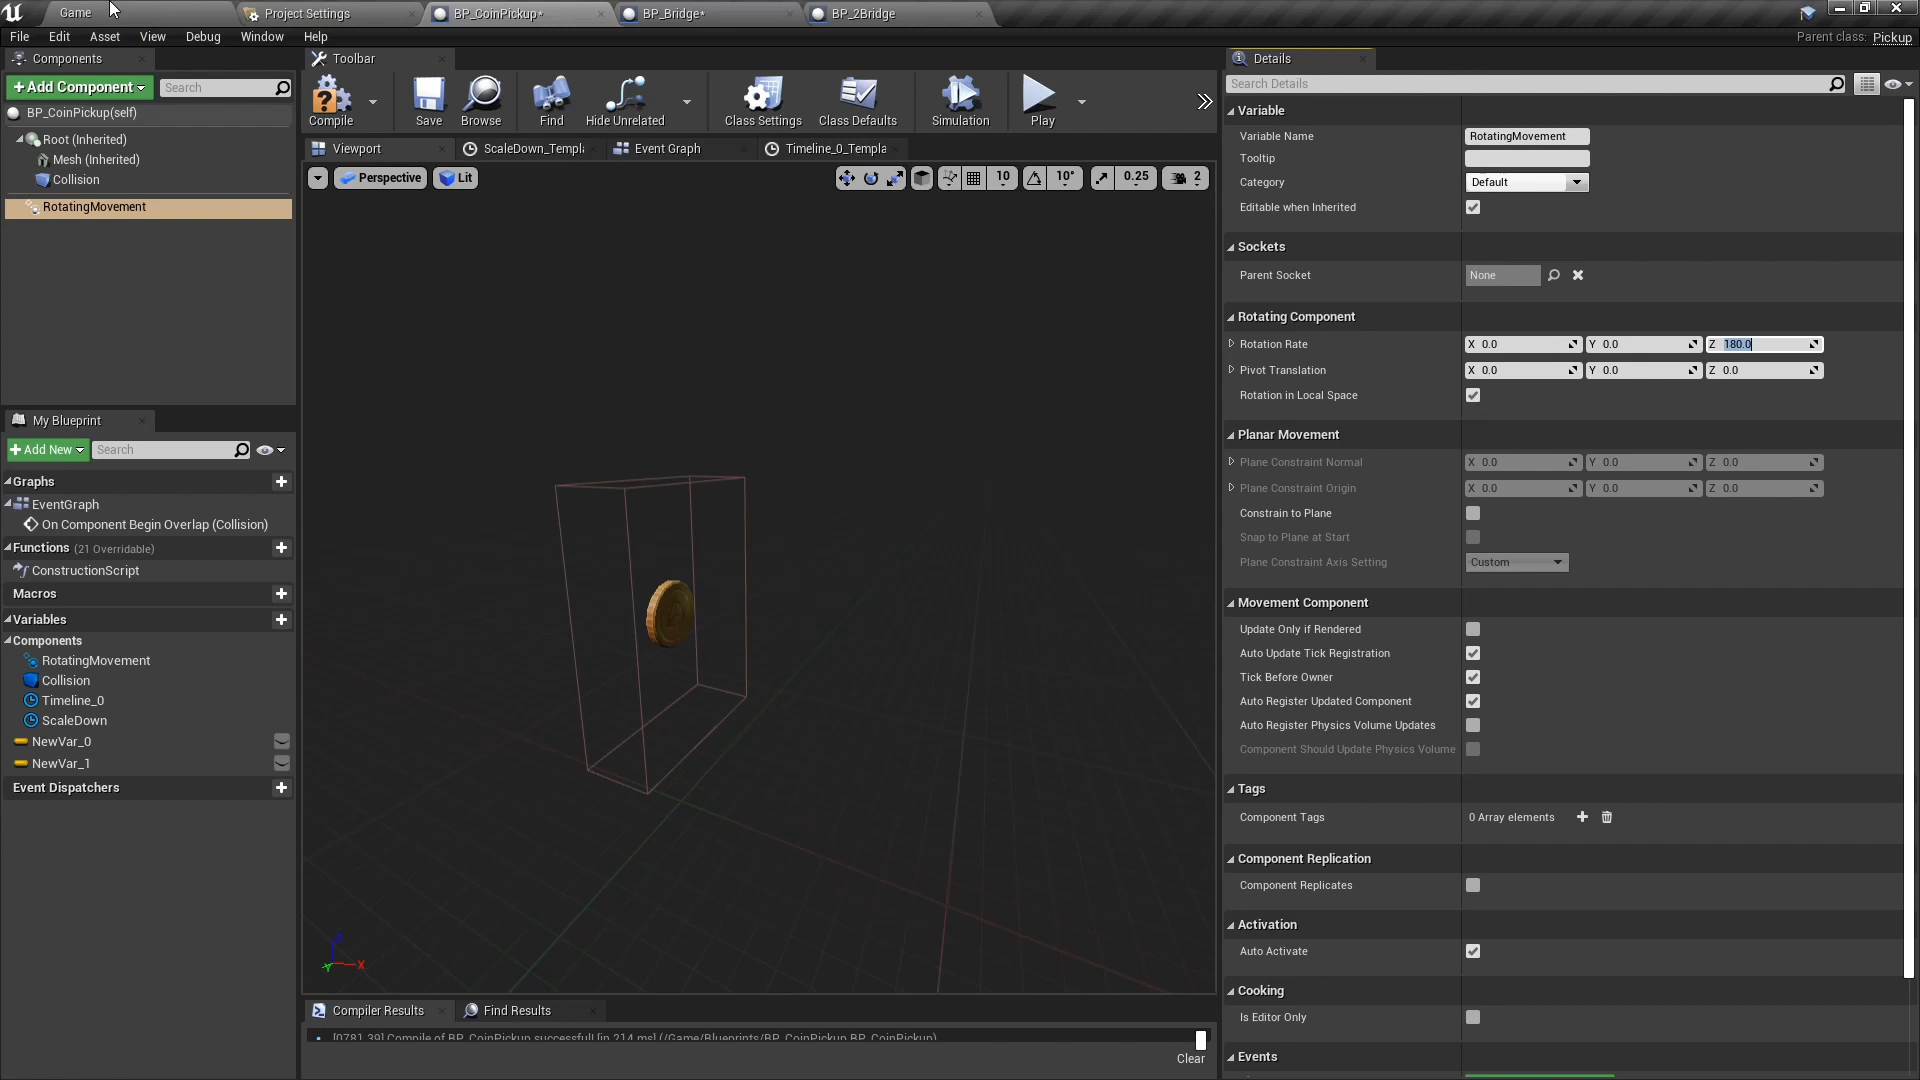 Game
Project Settings
BP_CoinPickup*
BP_Bridge*
BP_2Bridge
File Edit Asset View Debug Window Help
Parent class: Pickup
Components
+ Add Component
Search
BP_CoinPickup(self)
Root (Inherited)
Mesh (Inherited)
Collision
RotatingMovement
My Blueprint
+ Add New
Search
Graphs
EventGraph
On Component Begin Overlap (Collision)
Functions (21 Overridable)
ConstructionScript
Macros
Variables
Components
RotatingMovement
Collision
Timeline_0
ScaleDown
NewVar_0
NewVar_1
Event Dispatchers
Toolbar
Compile Save Browse Find Hide Unrelated Class Settings Class Defaults Simulation Play
Viewport
ScaleDown_Templ
Event Graph
Timeline_0_Templa
Perspective Lit
10 10° 0.25 2
Z
Y X
Compiler Results
Find Results
[0781.39] Compile of BP_CoinPickup successful! [in 214 ms] (/Game/Blueprints/BP_CoinPickup.BP_CoinPickup)
Clear
Details
Search Details
Variable
Variable Name RotatingMovement
Tooltip
Category Default
Editable when Inherited
Sockets
Parent Socket None
Rotating Component
Rotation Rate X 0.0 Y 0.0 Z 180.0
Pivot Translation X 0.0 Y 0.0 Z 0.0
Rotation in Local Space
Planar Movement
Plane Constraint Normal X 0.0 Y 0.0 Z 0.0
Plane Constraint Origin X 0.0 Y 0.0 Z 0.0
Constrain to Plane
Snap to Plane at Start
Plane Constraint Axis Setting Custom
Movement Component
Update Only if Rendered
Auto Update Tick Registration
Tick Before Owner
Auto Register Updated Component
Auto Register Physics Volume Updates
Component Should Update Physics Volume
Tags
Component Tags 0 Array elements
Component Replication
Component Replicates
Activation
Auto Activate
Cooking
Is Editor Only
Events